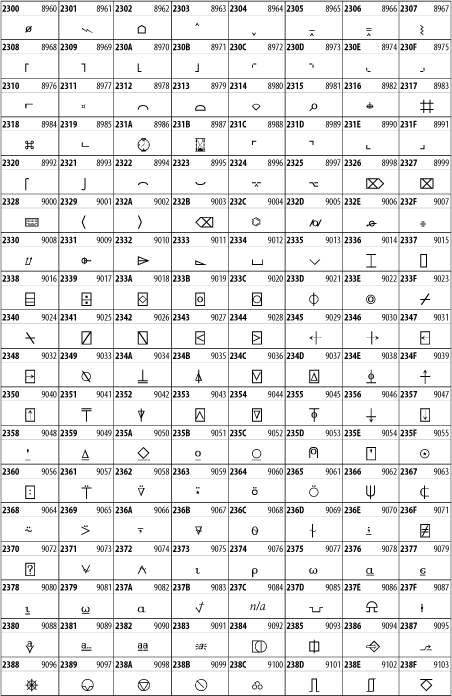 2300 8960 2301 8961 2302 8962 2303 8963 2304 8964 2305 8965 2306 8966 2307 8967
⌀ ⌁ ⌂ ⌃ ⌄ ⌅ ⌆ ⌇
2308 8968 2309 8969 230A 8970 230B 8971 230C 8972 230D 8973 230E 8974 230F 8975
⌈ ⌉ ⌊ ⌋ ⌌ ⌍ ⌎ ⌏
2310 8976 2311 8977 2312 8978 2313 8979 2314 8980 2315 8981 2316 8982 2317 8983
⌐ ⌑ ⌒ ⌓ ⌔ ⌕ ⌖ ⌗
2318 8984 2319 8985 231A 8986 231B 8987 231C 8988 231D 8989 231E 8990 231F 8991
⌘ ⌙ ⌚ ⌛ ⌜ ⌝ ⌞ ⌟
2320 8992 2321 8993 2322 8994 2323 8995 2324 8996 2325 8997 2326 8998 2327 8999
⌠ ⌡ ⌢ ⌣ ⌤ ⌥ ⌦ ⌧
2328 9000 2329 9001 232A 9002 232B 9003 232C 9004 232D 9005 232E 9006 232F 9007
⌨ 〈 〉 ⌫ ⌬ ⌭ ⌮ ⌯
2330 9008 2331 9009 2332 9010 2333 9011 2334 9012 2335 9013 2336 9014 2337 9015
⌰ ⌱ ⌲ ⌳ ⌴ ⌵ ⌶ ⌷
2338 9016 2339 9017 233A 9018 233B 9019 233C 9020 233D 9021 233E 9022 233F 9023
⌸ ⌹ ⌺ ⌻ ⌼ ⌽ ⌾ ⌿
2340 9024 2341 9025 2342 9026 2343 9027 2344 9028 2345 9029 2346 9030 2347 9031
⍀ ⍁ ⍂ ⍃ ⍄ ⍅ ⍆ ⍇
2348 9032 2349 9033 234A 9034 234B 9035 234C 9036 234D 9037 234E 9038 234F 9039
⍈ ⍉ ⍊ ⍋ ⍌ ⍍ ⍎ ⍏
2350 9040 2351 9041 2352 9042 2353 9043 2354 9044 2355 9045 2356 9046 2357 9047
⍐ ⍑ ⍒ ⍓ ⍔ ⍕ ⍖ ⍗
2358 9048 2359 9049 235A 9050 235B 9051 235C 9052 235D 9053 235E 9054 235F 9055
⍘ ⍙ ⍚ ⍛ ⍜ ⍝ ⍞ ⍟
2360 9056 2361 9057 2362 9058 2363 9059 2364 9060 2365 9061 2366 9062 2367 9063
⍠ ⍡ ⍢ ⍣ ⍤ ⍥ ⍦ ⍧
2368 9064 2369 9065 236A 9066 236B 9067 236C 9068 236D 9069 236E 9070 236F 9071
⍨ ⍩ ⍪ ⍫ ⍬ ⍭ ⍮ ⍯
2370 9072 2371 9073 2372 9074 2373 9075 2374 9076 2375 9077 2376 9078 2377 9079
⍰ ⍱ ⍲ ⍳ ⍴ ⍵ ⍶ ⍷
2378 9080 2379 9081 237A 9082 237B 9083 237C 9084 237D 9085 237E 9086 237F 9087
⍸ ⍹ ⍺ ⍻ n/a ⍽ ⍾ ⍿
2380 9088 2381 9089 2382 9090 2383 9091 2384 9092 2385 9093 2386 9094 2387 9095
⎀ ⎁ ⎂ ⎃ ⎄ ⎅ ⎆ ⎇
2388 9096 2389 9097 238A 9098 238B 9099 238C 9100 238D 9101 238E 9102 238F 9103
⎈ ⎉ ⎊ ⎋ ⎌ ⎍ ⎎ ⎏